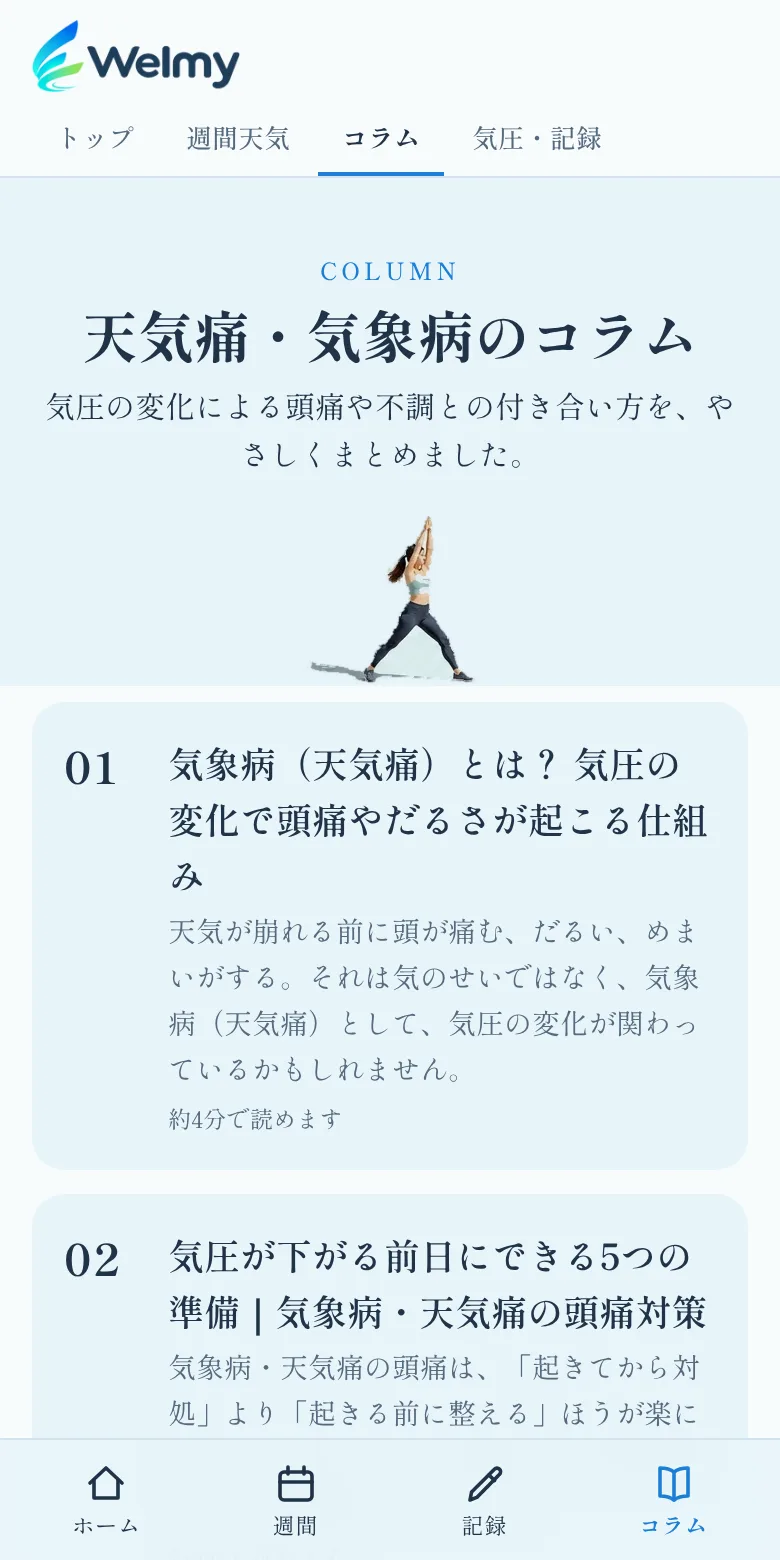 Welmy
トップ 週間天気 コラム 気圧・記録
COLUMN
天気痛・気象病のコラム
気圧の変化による頭痛や不調との付き合い方を、や
さしくまとめました。
01
気象病（天気痛）とは？ 気圧の
変化で頭痛やだるさが起こる仕組
み
天気が崩れる前に頭が痛む、だるい、めま
いがする。それは気のせいではなく、気象
病（天気痛）として、気圧の変化が関わっ
ているかもしれません。
約4分で読めます
02
気圧が下がる前日にできる5つの
準備｜気象病・天気痛の頭痛対策
気象病・天気痛の頭痛は、「起きてから対
処」より「起きる前に整える」ほうが楽に
ホーム 週間 記録 コラム